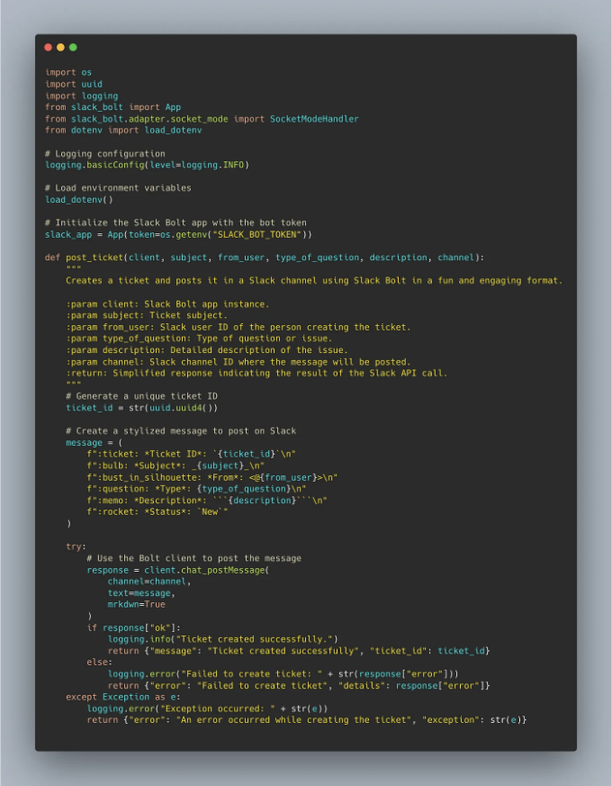 import os
import uuid
import logging
from slack_bolt import App
from slack_bolt.adapter.socket_mode import SocketModeHandler
from dotenv import load_dotenv

# Logging configuration
logging.basicConfig(level=logging.INFO)

# Load environment variables
load_dotenv()

# Initialize the Slack Bolt app with the bot token
slack_app = App(token=os.getenv("SLACK_BOT_TOKEN"))

def post_ticket(client, subject, from_user, type_of_question, description, channel):
    """
    Creates a ticket and posts it in a Slack channel using Slack Bolt in a fun and engaging format.

    :param client: Slack Bolt app instance.
    :param subject: Ticket subject.
    :param from_user: Slack user ID of the person creating the ticket.
    :param type_of_question: Type of question or issue.
    :param description: Detailed description of the issue.
    :param channel: Slack channel ID where the message will be posted.
    :return: Simplified response indicating the result of the Slack API call.
    """
    # Generate a unique ticket ID
    ticket_id = str(uuid.uuid4())

    # Create a stylized message to post on Slack
    message = (
        f":ticket: *Ticket ID*: `{ticket_id}`\n"
        f":bulb: *Subject*: _{subject}_\n"
        f":bust_in_silhouette: *From*: <@{from_user}>\n"
        f":question: *Type*: {type_of_question}\n"
        f":memo: *Description*: ```{description}```\n"
        f":rocket: *Status*: `New`"
    )

    try:
        # Use the Bolt client to post the message
        response = client.chat_postMessage(
            channel=channel,
            text=message,
            mrkdwn=True
        )
        if response["ok"]:
            logging.info("Ticket created successfully.")
            return {"message": "Ticket created successfully", "ticket_id": ticket_id}
        else:
            logging.error("Failed to create ticket: " + str(response["error"]))
            return {"error": "Failed to create ticket", "details": response["error"]}
    except Exception as e:
        logging.error("Exception occurred: " + str(e))
        return {"error": "An error occurred while creating the ticket", "exception": str(e)}